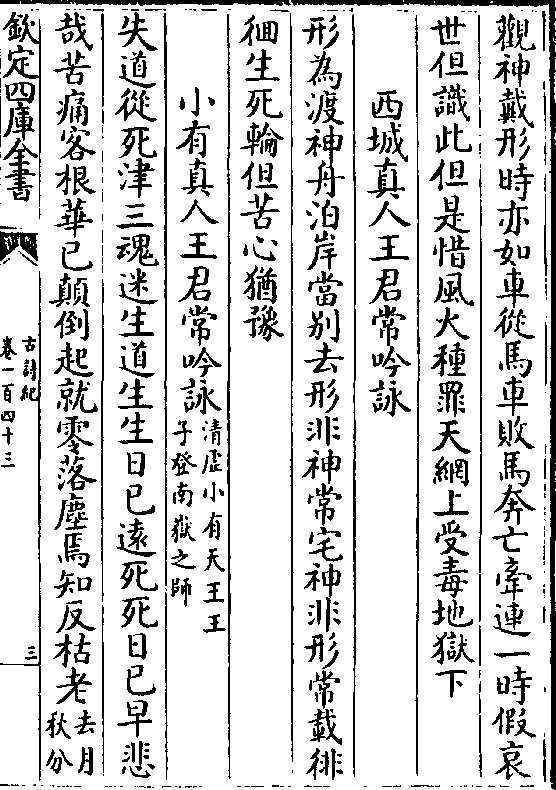 觀神戴形時亦如車從馬車敗馬奔亡牽連一時假哀
世但識此但是惜風火種罪天網上受毒地獄下
西城真人王君常吟詠
形為渡神舟泊岸當别去形非神常宅神非形常載徘
徊生死輪但苦心猶豫
小有真人王君常吟詠清虚小有天王王
子登南嶽之師
失道從死津三魂迷生道生生日已逺死死日已早悲
哉苦痛客根華已顛倒起就零落塵焉知反枯老去月
秋分
欽定四庫全書
古詩紀
卷一百四十三
三